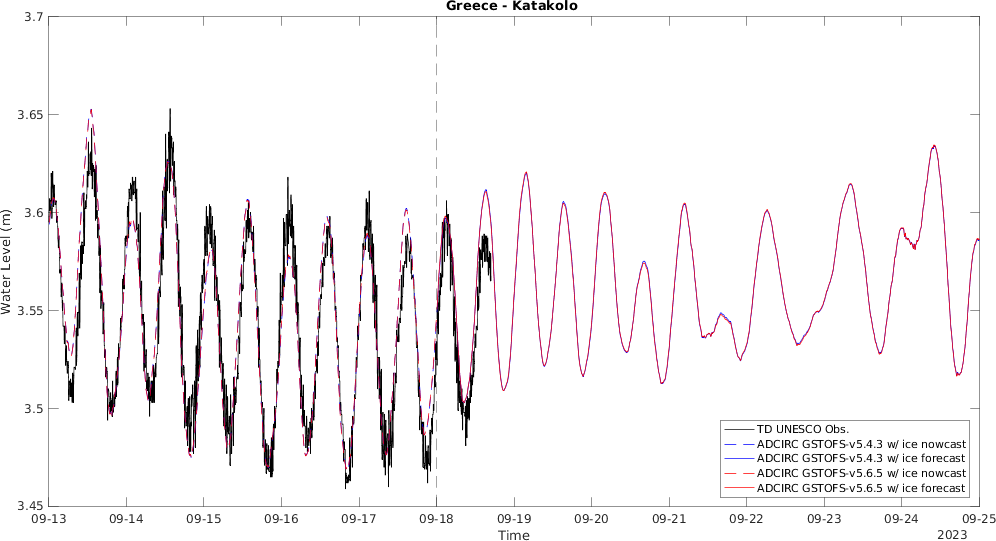 Greece - Katakolo
3.7
3.65
3.6
3.55
3.5
3.45
Water Level (m)
09-13 09-14 09-15 09-16 09-17 09-18 09-19 09-20 09-21 09-22 09-23 09-24 09-25
Time
2023
TD UNESCO Obs.
ADCIRC GSTOFS-v5.4.3 w/ ice nowcast
ADCIRC GSTOFS-v5.4.3 w/ ice forecast
ADCIRC GSTOFS-v5.6.5 w/ ice nowcast
ADCIRC GSTOFS-v5.6.5 w/ ice forecast